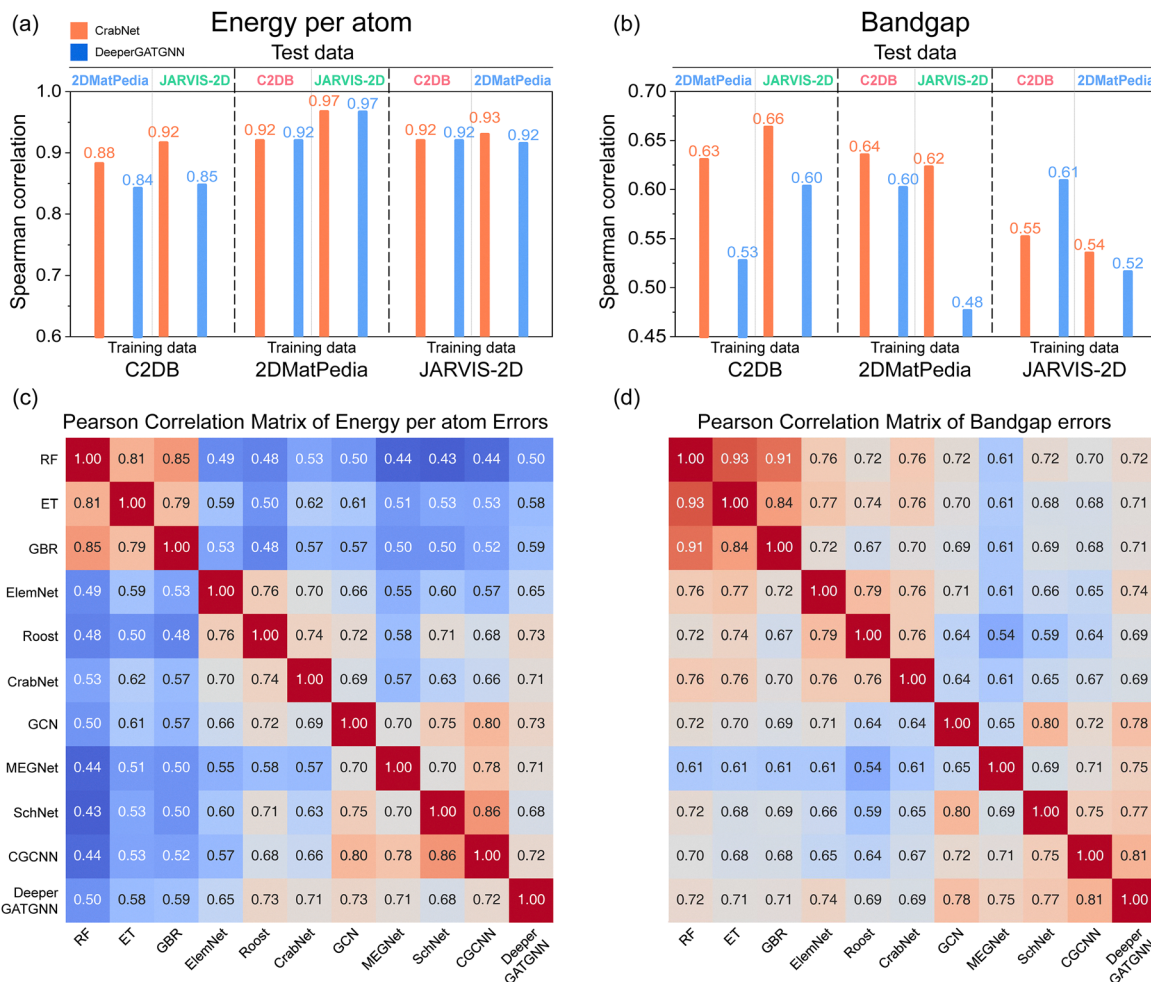 (a) Energy per atom
CrabNet
DeeperGATGNN
Test data
2DMatPedia JARVIS-2D C2DB JARVIS-2D C2DB 2DMatPedia
Spearman correlation
1.0
0.9
0.8
0.7
0.6
0.88 0.84 0.92 0.85 0.92 0.92 0.97 0.97 0.92 0.92 0.93 0.92
Training data Training data Training data
C2DB 2DMatPedia JARVIS-2D
(b) Bandgap
Test data
2DMatPedia JARVIS-2D C2DB JARVIS-2D C2DB 2DMatPedia
Spearman correlation
0.70
0.65
0.60
0.55
0.50
0.45
0.63 0.53 0.66 0.60 0.64 0.60 0.62 0.48 0.55 0.61 0.54 0.52
Training data Training data Training data
C2DB 2DMatPedia JARVIS-2D
(c)
Pearson Correlation Matrix of Energy per atom Errors
RF 1.00 0.81 0.85 0.49 0.48 0.53 0.50 0.44 0.43 0.44 0.50
ET 0.81 1.00 0.79 0.59 0.50 0.62 0.61 0.51 0.53 0.53 0.58
GBR 0.85 0.79 1.00 0.53 0.48 0.57 0.57 0.50 0.50 0.52 0.59
ElemNet 0.49 0.59 0.53 1.00 0.76 0.70 0.66 0.55 0.60 0.57 0.65
Roost 0.48 0.50 0.48 0.76 1.00 0.74 0.72 0.58 0.71 0.68 0.73
CrabNet 0.53 0.62 0.57 0.70 0.74 1.00 0.69 0.57 0.63 0.66 0.71
GCN 0.50 0.61 0.57 0.66 0.72 0.69 1.00 0.70 0.75 0.80 0.73
MEGNet 0.44 0.51 0.50 0.55 0.58 0.57 0.70 1.00 0.70 0.78 0.71
SchNet 0.43 0.53 0.50 0.60 0.71 0.63 0.75 0.70 1.00 0.86 0.68
CGCNN 0.44 0.53 0.52 0.57 0.68 0.66 0.80 0.78 0.86 1.00 0.72
Deeper
GATGNN 0.50 0.58 0.59 0.65 0.73 0.71 0.73 0.71 0.68 0.72 1.00
RF ET GBR ElemNet Roost CrabNet GCN MEGNet SchNet CGCNN Deeper
GATGNN
(d)
Pearson Correlation Matrix of Bandgap errors
1.00 0.93 0.91 0.76 0.72 0.76 0.72 0.61 0.72 0.70 0.72
0.93 1.00 0.84 0.77 0.74 0.76 0.70 0.61 0.68 0.68 0.71
0.91 0.84 1.00 0.72 0.67 0.70 0.69 0.61 0.69 0.68 0.71
0.76 0.77 0.72 1.00 0.79 0.76 0.71 0.61 0.66 0.65 0.74
0.72 0.74 0.67 0.79 1.00 0.76 0.64 0.54 0.59 0.64 0.69
0.76 0.76 0.70 0.76 0.76 1.00 0.64 0.61 0.65 0.67 0.69
0.72 0.70 0.69 0.71 0.64 0.64 1.00 0.65 0.80 0.72 0.78
0.61 0.61 0.61 0.61 0.54 0.61 0.65 1.00 0.69 0.71 0.75
0.72 0.68 0.69 0.66 0.59 0.65 0.80 0.69 1.00 0.75 0.77
0.70 0.68 0.68 0.65 0.64 0.67 0.72 0.71 0.75 1.00 0.81
0.72 0.71 0.71 0.74 0.69 0.69 0.78 0.75 0.77 0.81 1.00
RF ET GBR ElemNet Roost CrabNet GCN MEGNet SchNet CGCNN Deeper
GATGNN